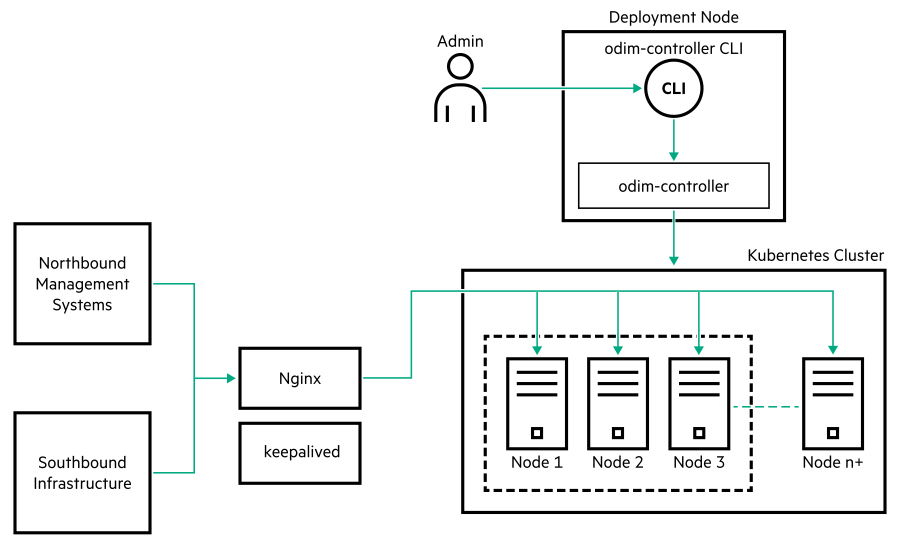 Deployment Node
Admin
odim-controller CLI
CLI
odim-controller
Northbound
Management
Systems
Kubernetes Cluster
Nginx
keepalived
Southbound
Infrastructure
Node 1
Node 2
Node 3
Node n+